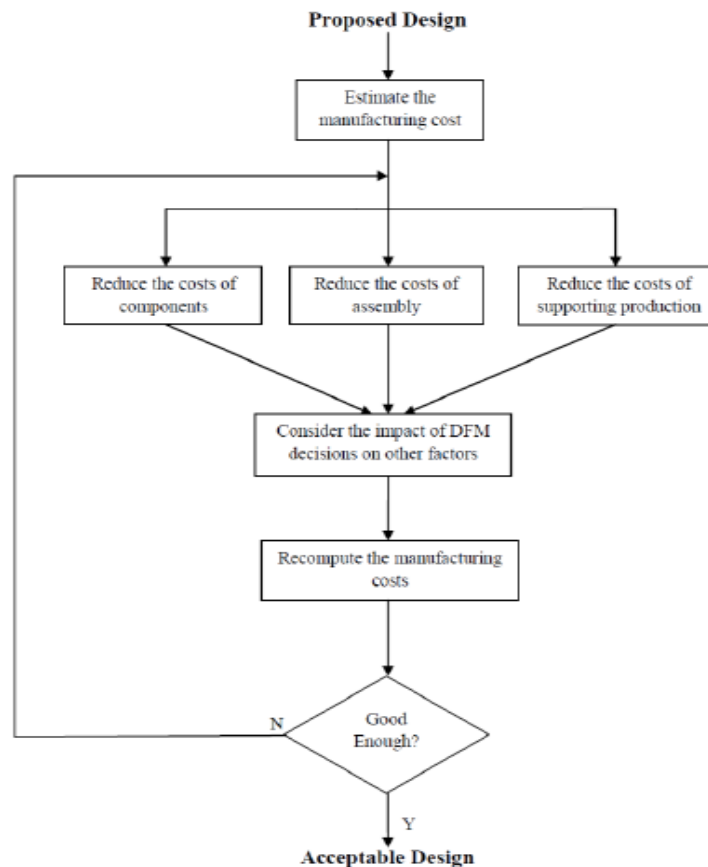 Proposed Design
Estimate the
manufacturing cost
Reduce the costs of
components
Reduce the costs of
assembly
Reduce the costs of
supporting production
Consider the impact of DFM
decisions on other factors
Recompute the manufacturing
costs
N
Good
Enough?
Y
Acceptable Design